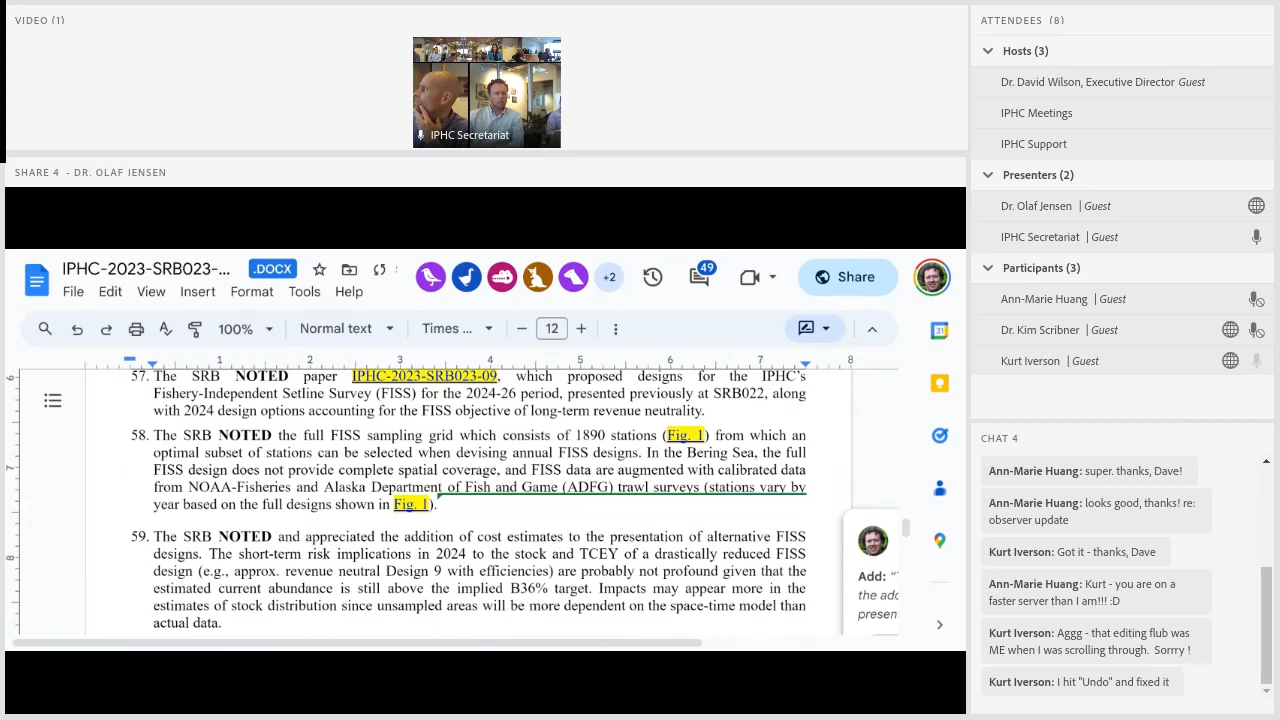 VIDEO (1)
IPHC Secretariat
SHARE 4 - DR. OLAF JENSEN
IPHC-2023-SRB023-...
.DOCX
File Edit View Insert Format Tools Help
+2
49
Share
100%
Normal text
Times ...
12
1 2 3 4 5 6 7 8
31
6
7
8
57. The SRB NOTED paper IPHC-2023-SRB023-09, which proposed designs for the IPHC's
Fishery-Independent Setline Survey (FISS) for the 2024-26 period, presented previously at SRB022, along
with 2024 design options accounting for the FISS objective of long-term revenue neutrality.
58. The SRB NOTED the full FISS sampling grid which consists of 1890 stations (Fig. 1) from which an
optimal subset of stations can be selected when devising annual FISS designs. In the Bering Sea, the full
FISS design does not provide complete spatial coverage, and FISS data are augmented with calibrated data
from NOAA-Fisheries and Alaska Department of Fish and Game (ADFG) trawl surveys (stations vary by
year based on the full designs shown in Fig. 1).
59. The SRB NOTED and appreciated the addition of cost estimates to the presentation of alternative FISS
designs. The short-term risk implications in 2024 to the stock and TCEY of a drastically reduced FISS
design (e.g., approx. revenue neutral Design 9 with efficiencies) are probably not profound given that the
estimated current abundance is still above the implied B36% target. Impacts may appear more in the
estimates of stock distribution since unsampled areas will be more dependent on the space-time model than
actual data.
Add: "
the add
presen
ATTENDEES (8)
Hosts (3)
Dr. David Wilson, Executive Director Guest
IPHC Meetings
IPHC Support
Presenters (2)
Dr. Olaf Jensen | Guest
IPHC Secretariat | Guest
Participants (3)
Ann-Marie Huang | Guest
Dr. Kim Scribner | Guest
Kurt Iverson | Guest
CHAT 4
Ann-Marie Huang: super. thanks, Dave!
Ann-Marie Huang: looks good, thanks! re:
observer update
Kurt Iverson: Got it - thanks, Dave
Ann-Marie Huang: Kurt - you are on a
faster server than I am!!! :D
Kurt Iverson: Aggg - that editing flub was
ME when I was scrolling through. Sorrry !
Kurt Iverson: I hit "Undo" and fixed it